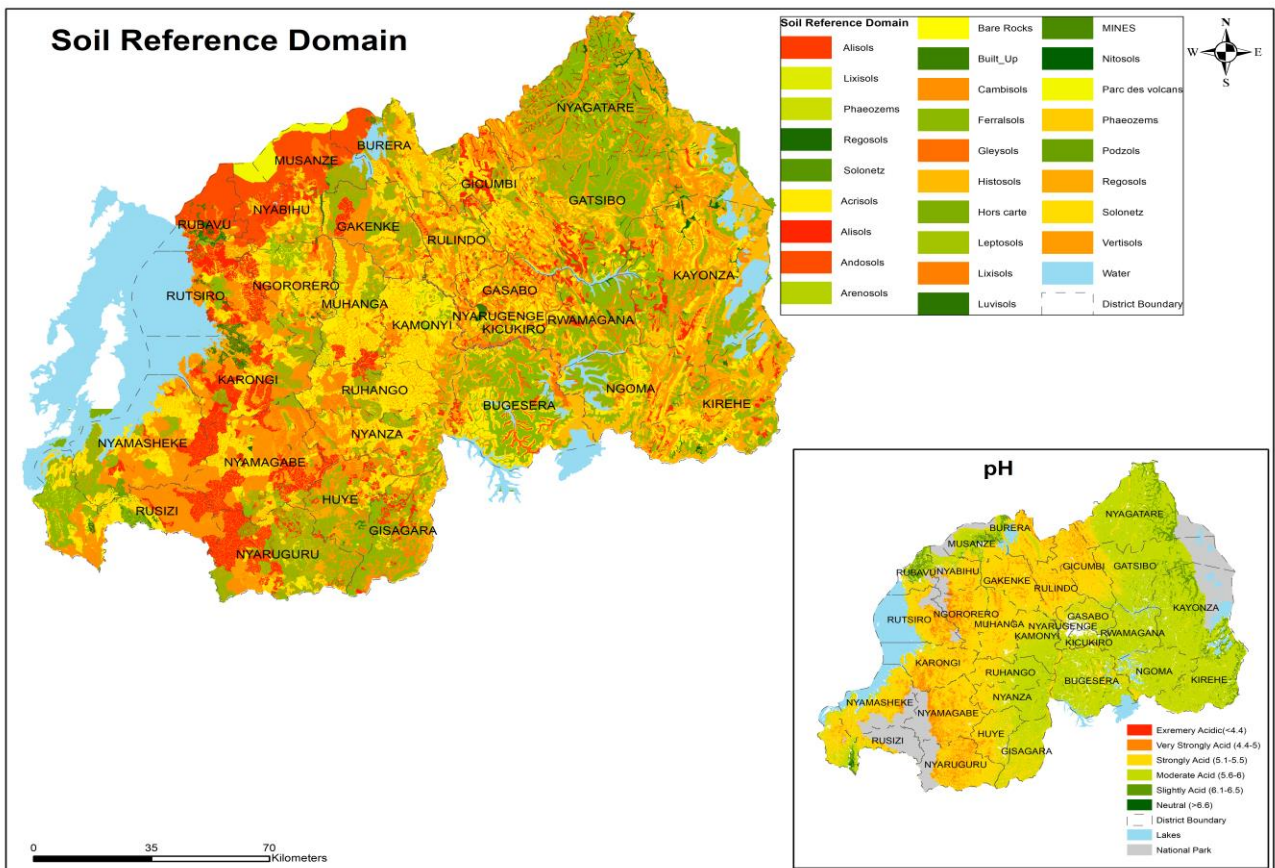 Soil Reference Domain
NYAGATARE
BURERA
MUSANZE
GICUMBI
NYABIHU
GATSIBO
RUBAVU
GAKENKE
RULINDO
KAYONZA
NGORORERO
RUTSIRO
GASABO
MUHANGA
NYARUGENGE
KAMONYI
RWAMAGANA
KICUKIRO
KARONGI
RUHANGO
NGOMA
BUGESERA
KIREHE
NYANZA
NYAMASHEKE
NYAMAGABE
HUYE
RUSIZI
GISAGARA
NYARUGURU
0 35 70
Kilometers
Soil Reference Domain
Alisols
Lixisols
Phaeozems
Regosols
Solonetz
Acrisols
Alisols
Andosols
Arenosols
Bare Rocks
Built_Up
Cambisols
Ferralsols
Gleysols
Histosols
Hors carte
Leptosols
Lixisols
Luvisols
MINES
Nitosols
Parc des volcans
Phaeozems
Podzols
Regosols
Solonetz
Vertisols
Water
District Boundary
N
W E
S
pH
NYAGATARE
BURERA
MUSANZE
GICUMBI
GATSIBO
RUBAVU
NYABIHU
GAKENKE
RULINDO
KAYONZA
NGORORERO
RUTSIRO
GASABO
MUHANGA
NYARUGENGE
KAMONYI
RWAMAGANA
KICUKIRO
KARONGI
RUHANGO
NGOMA
BUGESERA
KIREHE
NYANZA
NYAMASHEKE
NYAMAGABE
HUYE
RUSIZI
GISAGARA
NYARUGURU
Exremery Acidic(<4.4)
Very Strongly Acid (4.4-5)
Strongly Acid (5.1-5.5)
Moderate Acid (5.6-6)
Slightly Acid (6.1-6.5)
Neutral (>6.6)
District Boundary
Lakes
National Park